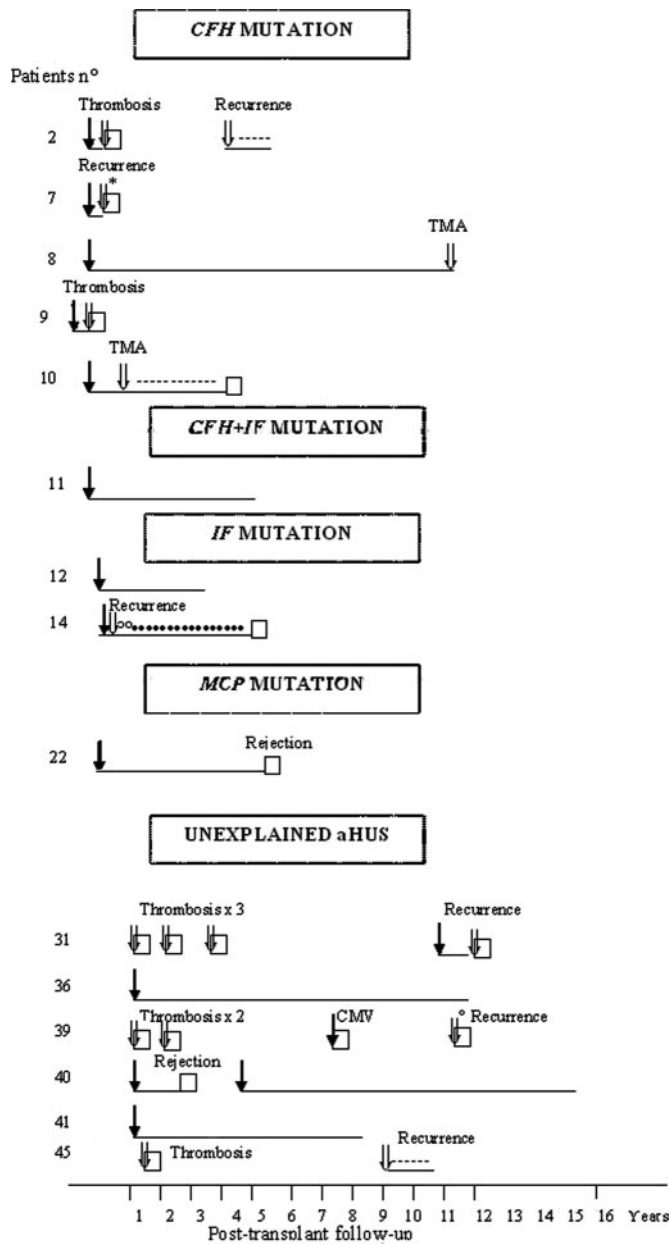 CFH MUTATION
Patients nº
Thrombosis Recurrence
2
Recurrence
*
7
TMA
8
Thrombosis
9
TMA
10
CFH+IF MUTATION
11
IF MUTATION
12
Recurrence
14
MCP MUTATION
Rejection
22
UNEXPLAINED aHUS
Thrombosis x 3 Recurrence
31
36
Thrombosis x 2 CMV º Recurrence
39
Rejection
40
41
45 Thrombosis Recurrence
1 2 3 4 5 6 7 8 9 10 11 12 13 14 15 16 Years
Post-transplant follow-up